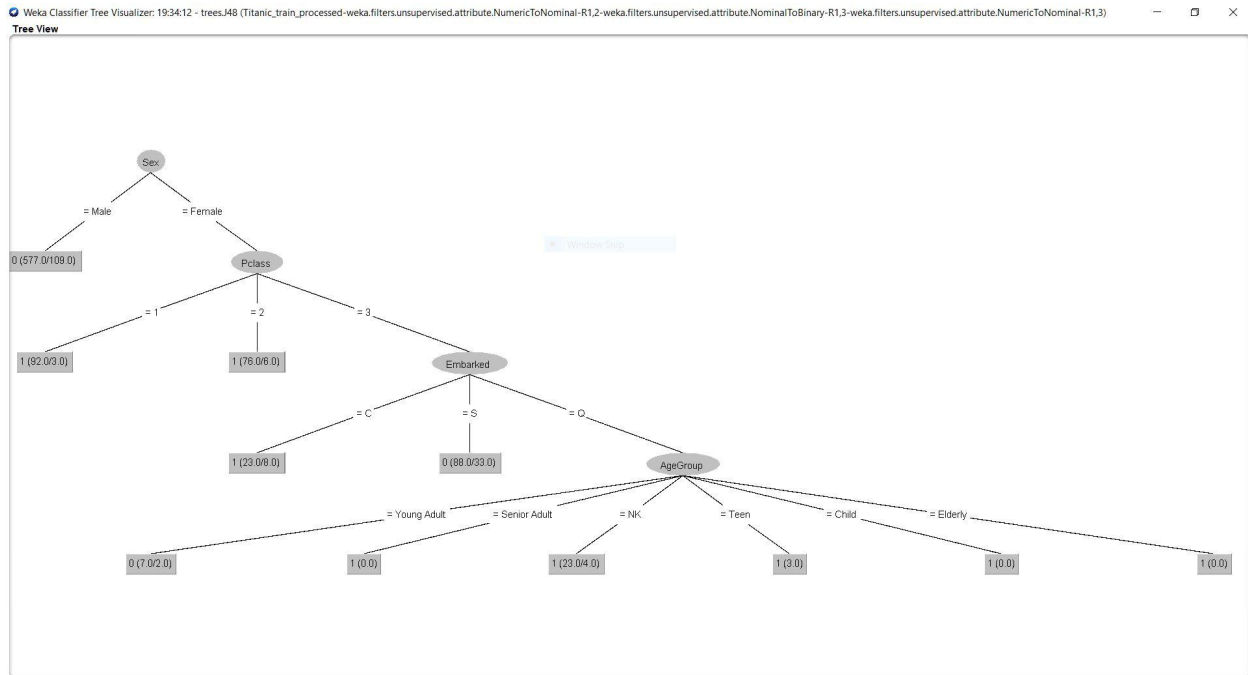 Weka Classifier Tree Visualizer: 19:34:12 - trees.J48 (Titanic_train_processed-weka.filters.unsupervised.attribute.NumericToNominal-R1,2-weka.filters.unsupervised.attribute.NominalToBinary-R1,3-weka.filters.unsupervised.attribute.NumericToNominal-R1,3)
Tree View
Sex
= Male = Female
0 (577.0/109.0) Pclass
= 1 = 2 = 3
1 (92.0/3.0) 1 (76.0/6.0) Embarked
= C = S = Q
1 (23.0/8.0) 0 (88.0/33.0) AgeGroup
= Young Adult = Senior Adult = NK = Teen = Child = Elderly
0 (7.0/2.0) 1 (0.0) 1 (23.0/4.0) 1 (3.0) 1 (0.0) 1 (0.0)